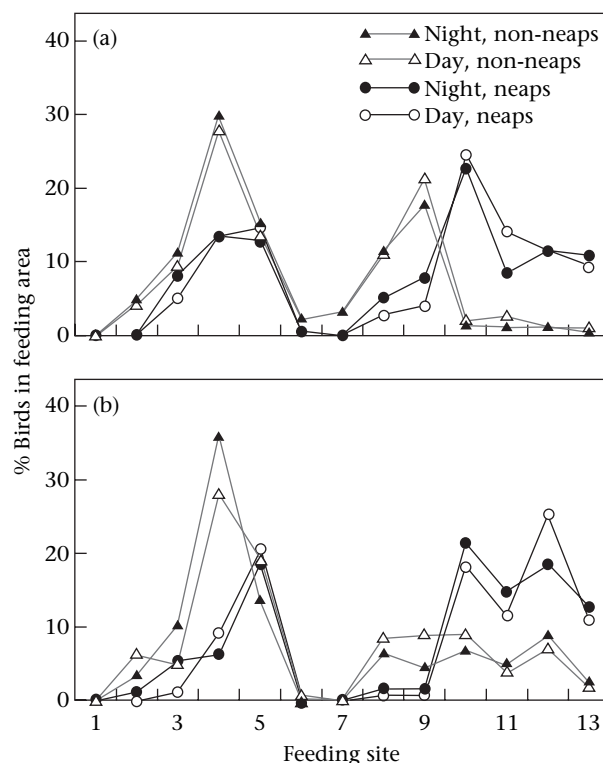 (a)
Night, non-neaps
Day, non-neaps
Night, neaps
Day, neaps
40
30
20
10
0
% Birds in feeding area
(b)
40
30
20
10
0
1 3 5 7 9 11 13
Feeding site